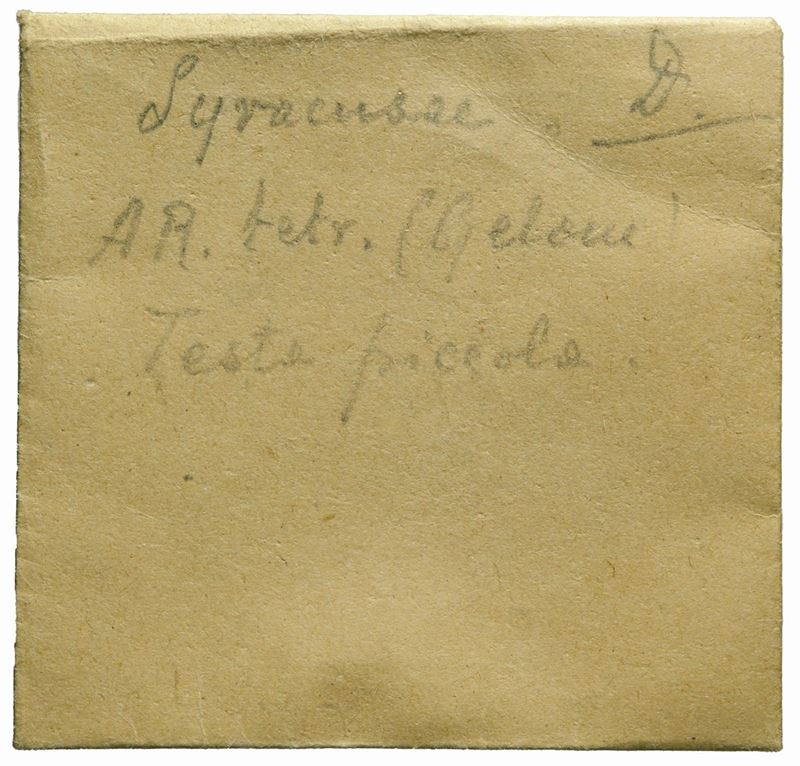 Syracusae. D.
AR. tetr. (Gelone)
Testa piccola.